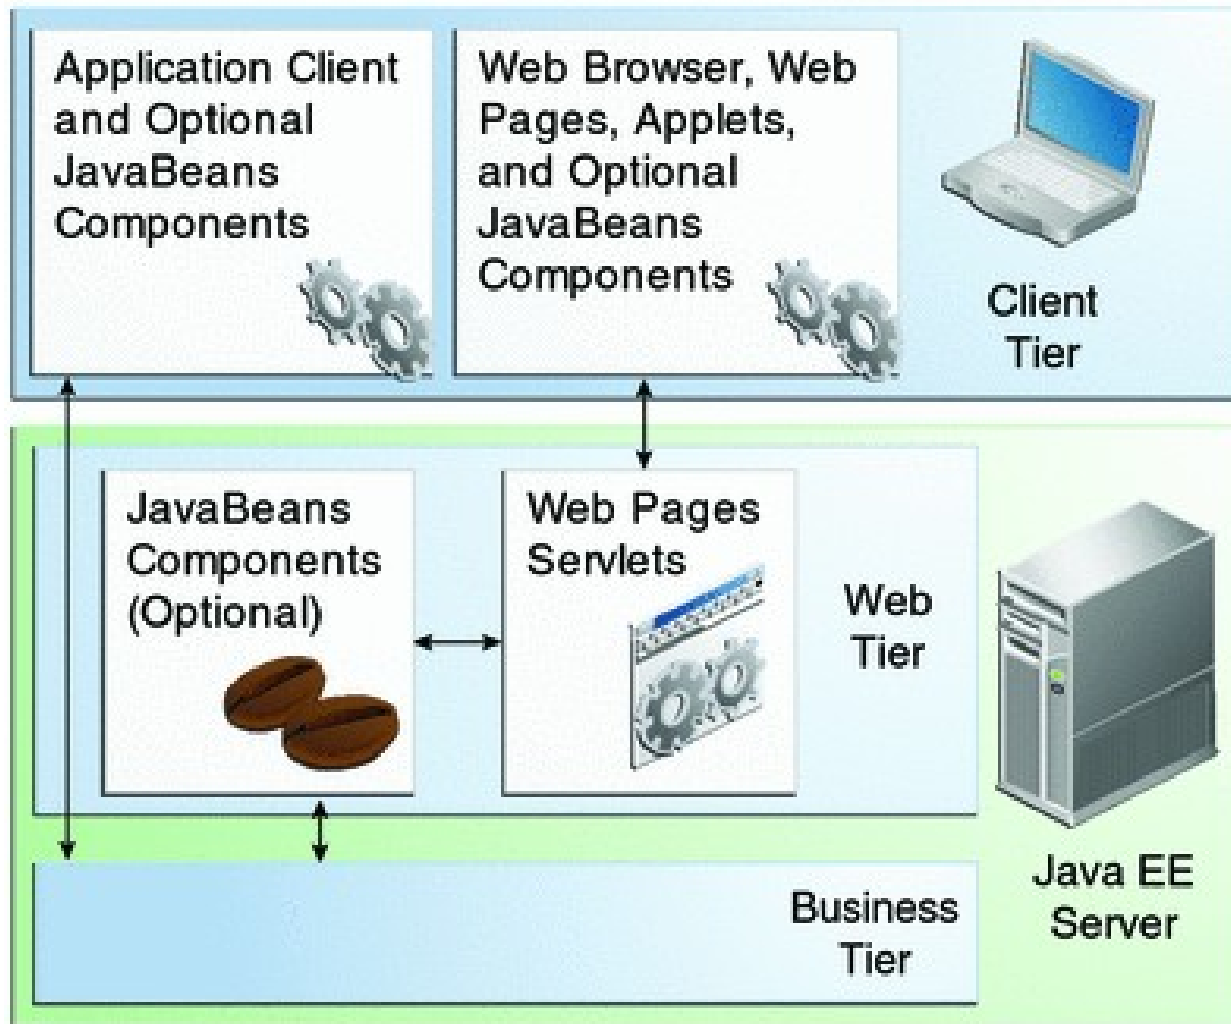 Application Client
and Optional
JavaBeans
Components
Web Browser, Web
Pages, Applets,
and Optional
JavaBeans
Components
Client
Tier
JavaBeans
Components
(Optional)
Web Pages
Servlets
Web
Tier
Java EE
Server
Business
Tier